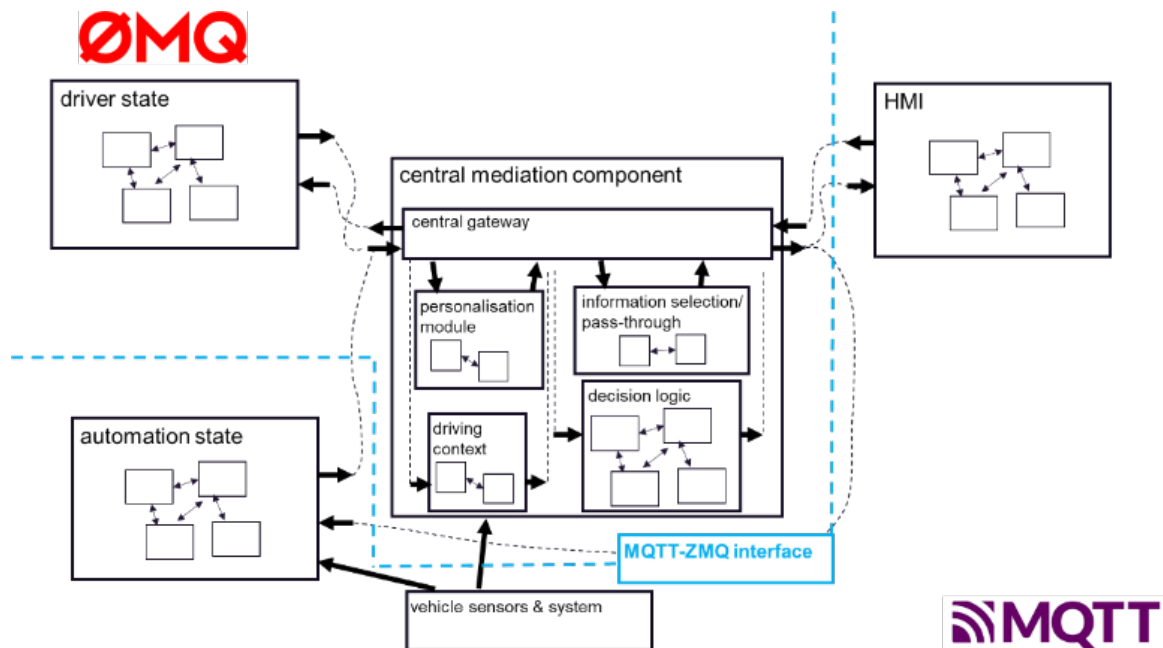 ØMQ
driver state
HMI
central mediation component
central gateway
personalisation
module
information selection/
pass-through
decision logic
driving
context
automation state
MQTT-ZMQ interface
vehicle sensors & system
MQTT